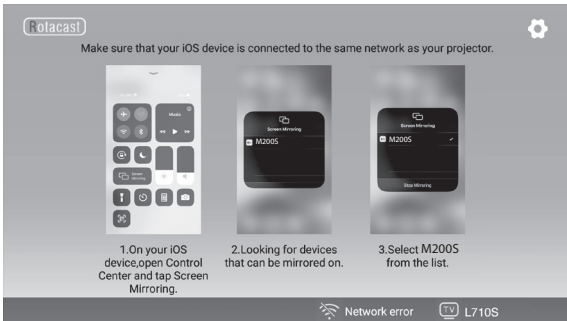 Rotacast
Make sure that your iOS device is connected to the same network as your projector.
Music
Screen
Mirroring
Screen Mirroring
M200S
Screen Mirroring
M200S
Stop Mirroring
1.On your iOS
device,open Control
Center and tap Screen
Mirroring.
2.Looking for devices
that can be mirrored on.
3.Select M200S
from the list.
Network error
TV
L710S